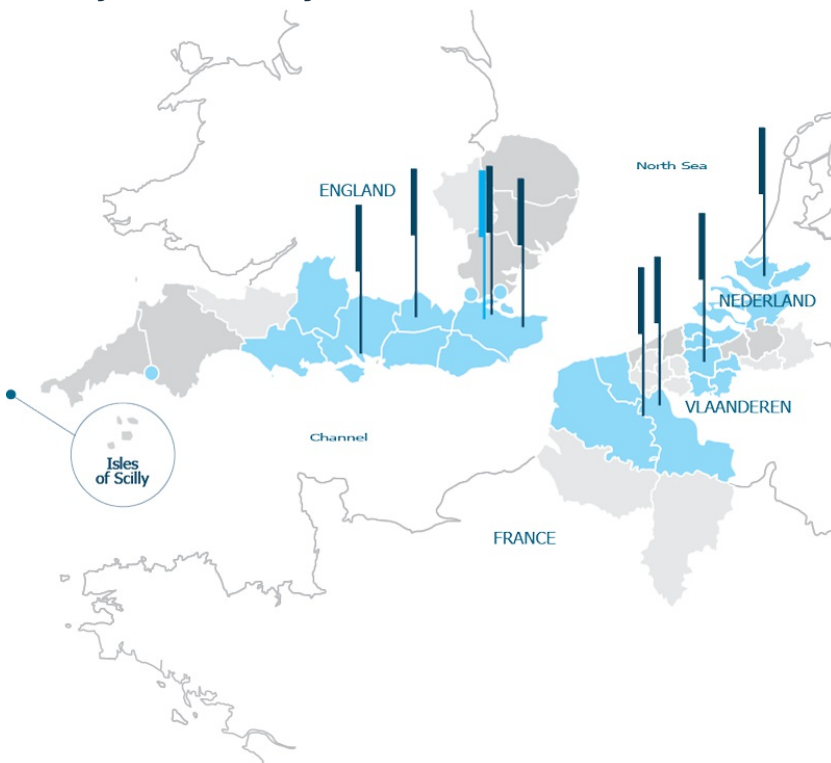 North Sea
ENGLAND
NEDERLAND
VLAANDEREN
Channel
Isles
of Scilly
FRANCE